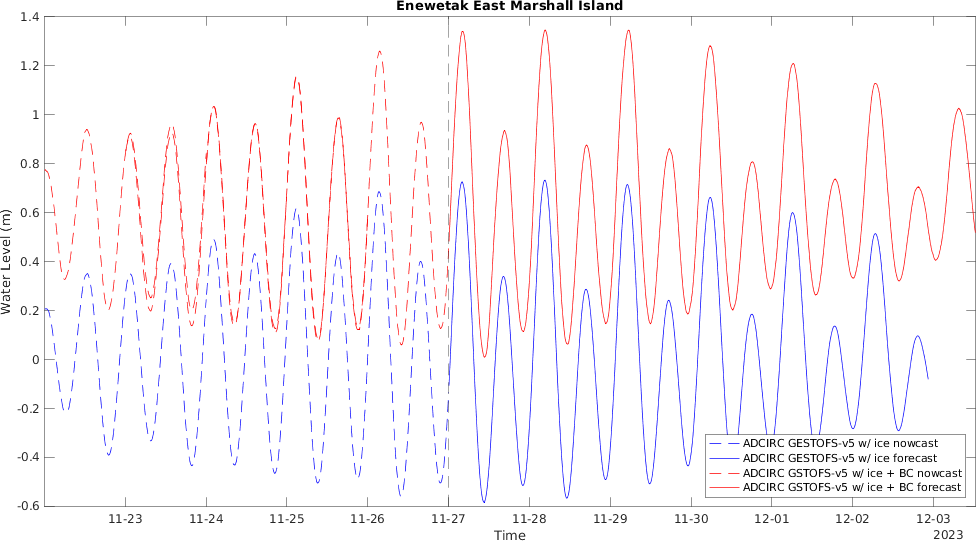 Enewetak East Marshall Island
1.4
1.2
1
0.8
0.6
0.4
0.2
0
-0.2
-0.4
-0.6
Water Level (m)
ADCIRC GESTOFS-v5 w/ ice nowcast
ADCIRC GESTOFS-v5 w/ ice forecast
ADCIRC GSTOFS-v5 w/ ice + BC nowcast
ADCIRC GSTOFS-v5 w/ ice + BC forecast
11-23 11-24 11-25 11-26 11-27 11-28 11-29 11-30 12-01 12-02 12-03
Time
2023